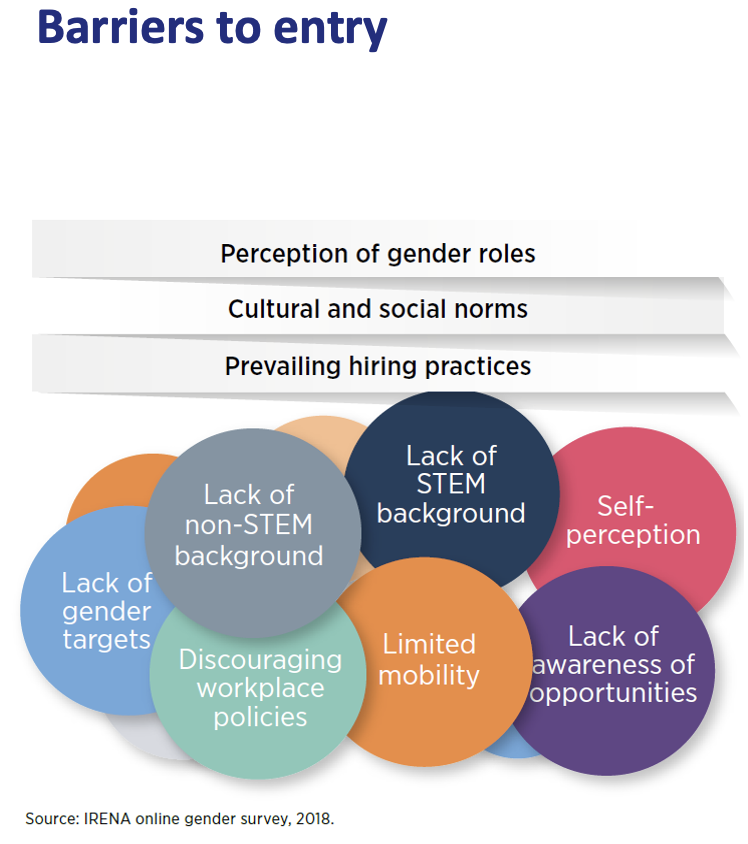 Barriers to entry
Perception of gender roles
Cultural and social norms
Prevailing hiring practices
Lack of
non-STEM
background
Lack of
STEM
background
Self-
perception
Lack of
gender
targets
Discouraging
workplace
policies
Limited
mobility
Lack of
awareness of
opportunities
Source: IRENA online gender survey, 2018.